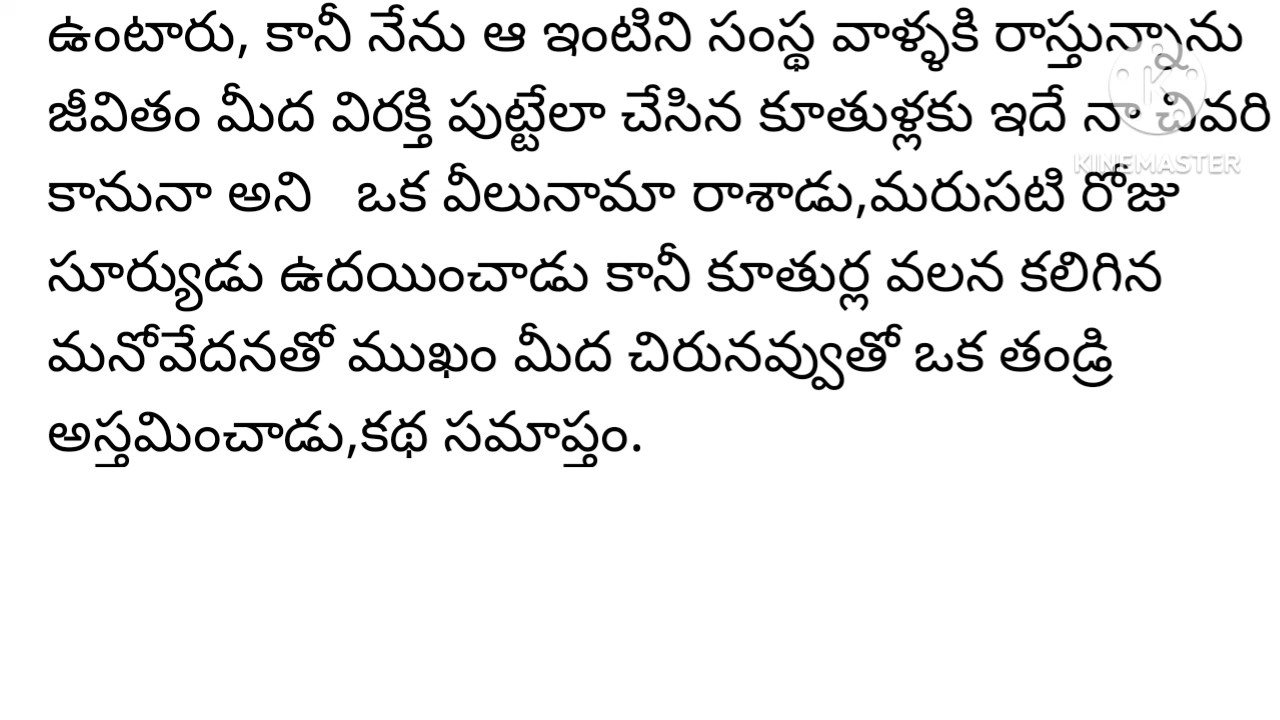 ఉంటారు, కానీ నేను ఆ ఇంటిని సంస్థ వాళ్ళకి రాస్తున్నాను
జీవితం మీద విరక్తి పుట్టేలా చేసిన కూతుళ్లకు ఇదే నా చివరి
KINEMASTER
కానునా అని ఒక వీలునామా రాశాడు,మరుసటి రోజు
సూర్యుడు ఉదయించాడు కానీ కూతుర్ల వలన కలిగిన
మనోవేదనతో ముఖం మీద చిరునవ్వుతో ఒక తండ్రి
అస్తమించాడు,కథ సమాప్తం.